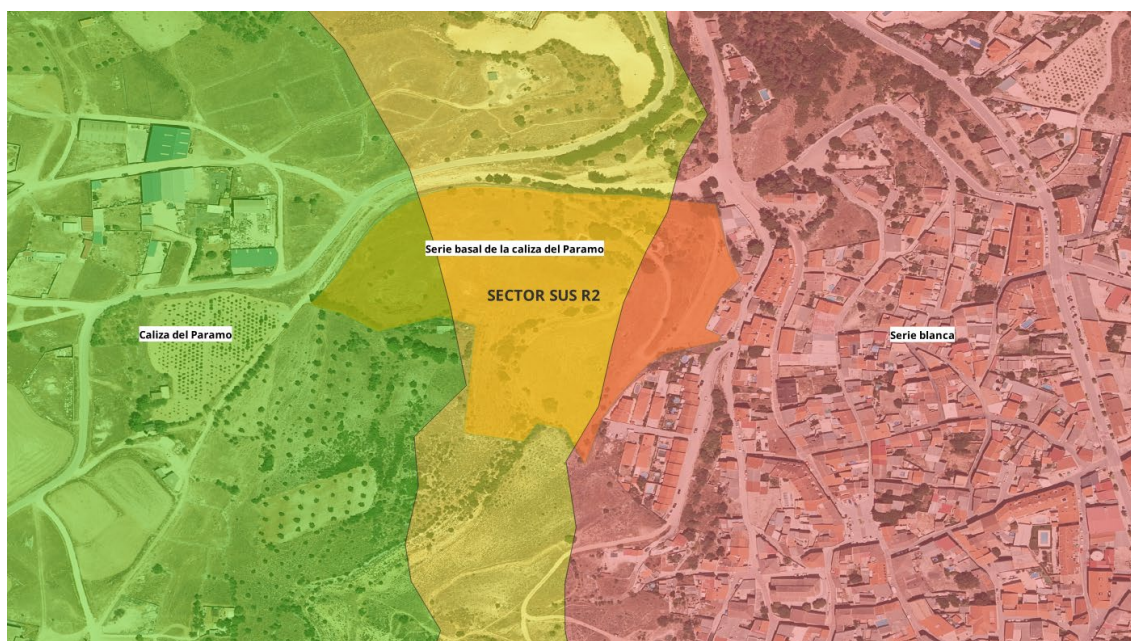 Serie basal de la caliza del Paramo
SECTOR SUS R2
Caliza del Paramo
Serie blanca